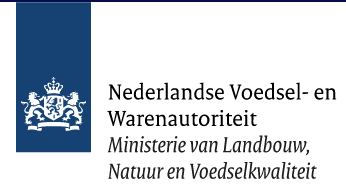 Nederlandse Voedsel- en
Warenautoriteit
Ministerie van Landbouw,
Natuur en Voedselkwaliteit